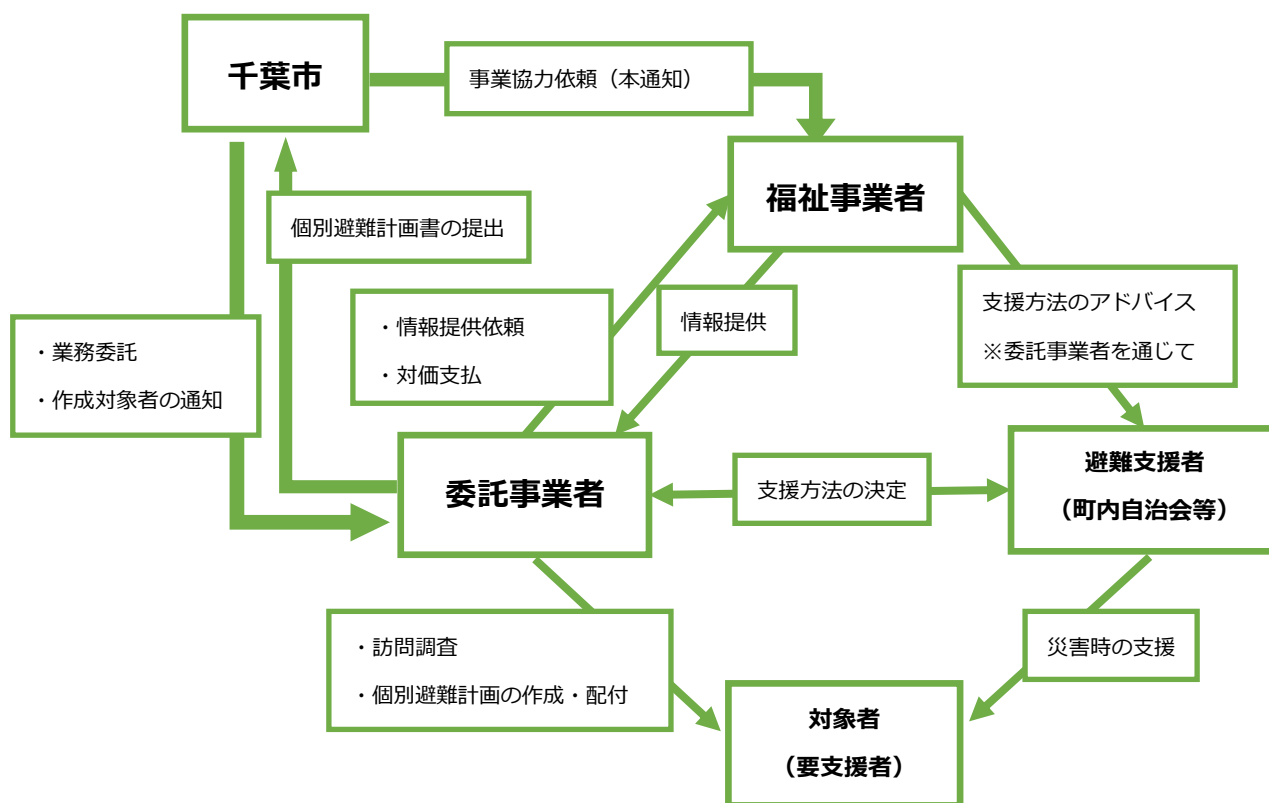 千葉市
事業協力依頼（本通知）
福祉事業者
個別避難計画書の提出
・業務委託
・作成対象者の通知
・情報提供依頼
・対価支払
情報提供
支援方法のアドバイス
※委託事業者を通じて
委託事業者
支援方法の決定
避難支援者
（町内自治会等）
・訪問調査
・個別避難計画の作成・配付
災害時の支援
対象者
（要支援者）